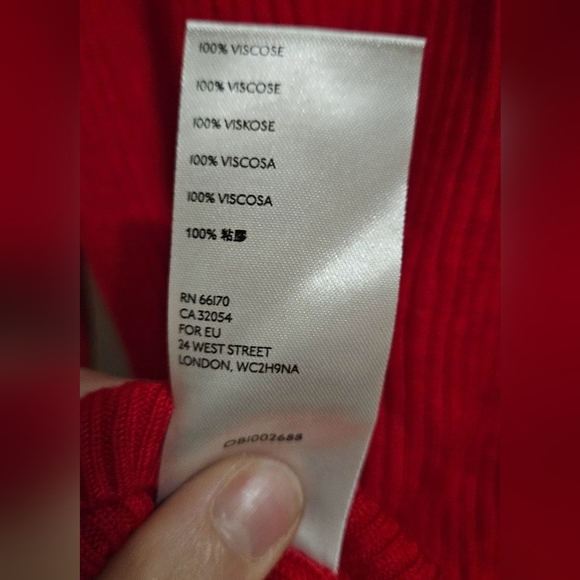 100% VISCOSE
100% VISCOSE
100% VISKOSE
100% VISCOSA
100% VISCOSA
100% 粘膠
RN 66170
CA 32054
FOR EU
24 WEST STREET
LONDON, WC2H9NA
OBI002688